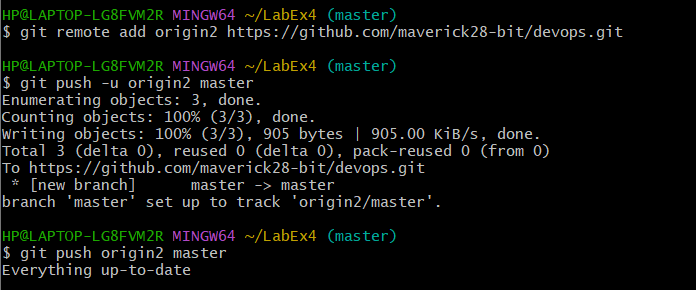 HP@LAPTOP-LG8FVM2R MINGW64 ~/LabEx4 (master)
$ git remote add origin2 https://github.com/maverick28-bit/devops.git
HP@LAPTOP-LG8FVM2R MINGW64 ~/LabEx4 (master)
$ git push -u origin2 master
Enumerating objects: 3, done.
Counting objects: 100% (3/3), done.
Writing objects: 100% (3/3), 905 bytes | 905.00 KiB/s, done.
Total 3 (delta 0), reused 0 (delta 0), pack-reused 0 (from 0)
To https://github.com/maverick28-bit/devops.git
 * [new branch]      master -> master
branch 'master' set up to track 'origin2/master'.
HP@LAPTOP-LG8FVM2R MINGW64 ~/LabEx4 (master)
$ git push origin2 master
Everything up-to-date